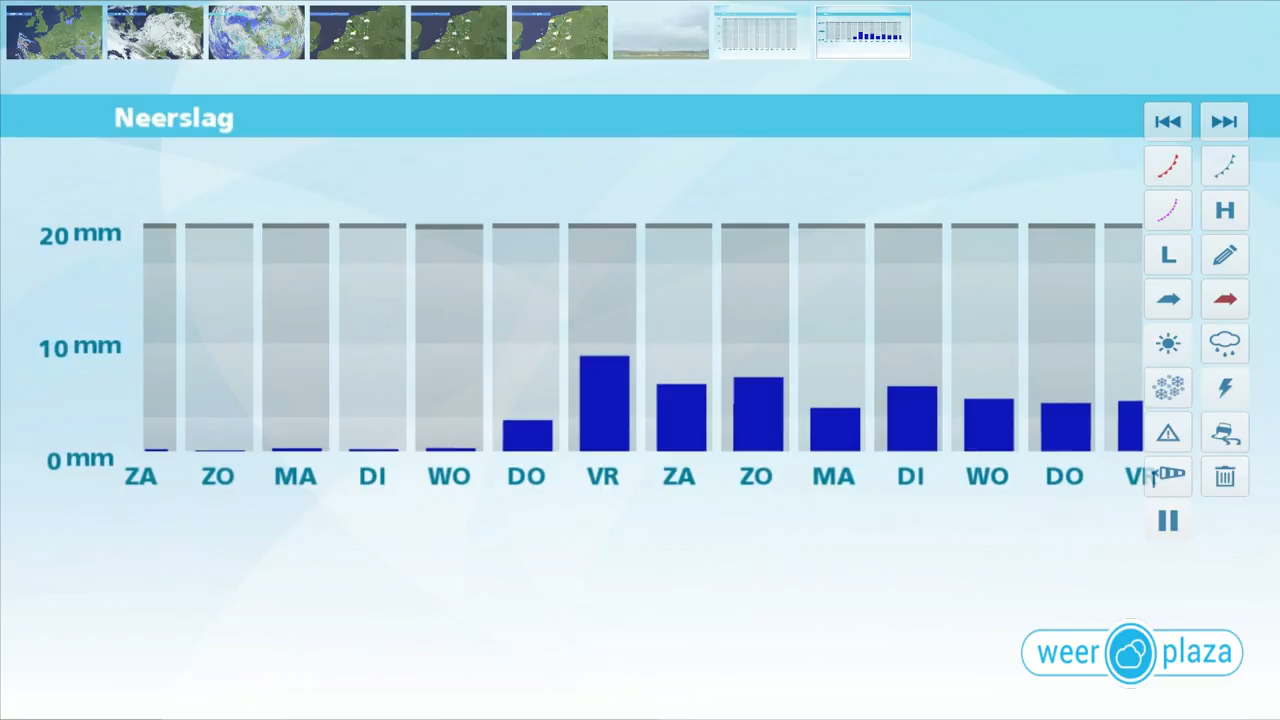 Neerslag
20 mm
10 mm
0 mm
ZA ZO MA DI WO DO VR ZA ZO MA DI WO DO VR
H
L
weer plaza